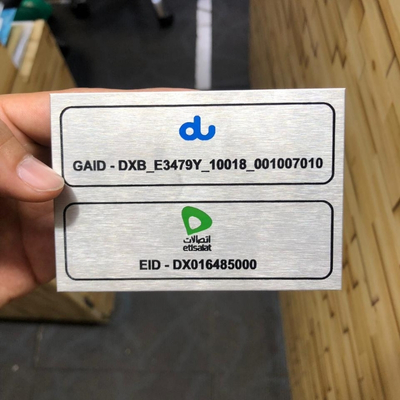 du
GAID - DXB_E3479Y_10018_001007010
اتصالات
etisalat
EID - DX016485000